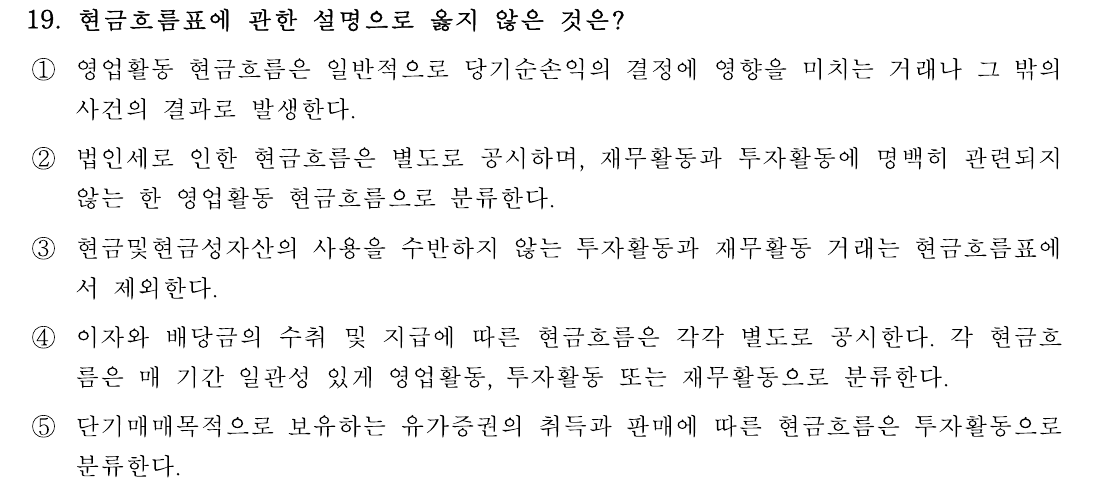 19. 현금흐름표에 관한 설명으로 옳지 않은 것은?
① 영업활동 현금흐름은 일반적으로 당기순손익의 결정에 영향을 미치는 거래나 그 밖의
사건의 결과로 발생한다.
② 법인세로 인한 현금흐름은 별도로 공시하며, 재무활동과 투자활동에 명백히 관련되지
않는 한 영업활동 현금흐름으로 분류한다.
③ 현금및현금성자산의 사용을 수반하지 않는 투자활동과 재무활동 거래는 현금흐름표에
서 제외한다.
④ 이자와 배당금의 수취 및 지급에 따른 현금흐름은 각각 별도로 공시한다. 각 현금흐
름은 매 기간 일관성 있게 영업활동, 투자활동 또는 재무활동으로 분류한다.
⑤ 단기매매목적으로 보유하는 유가증권의 취득과 판매에 따른 현금흐름은 투자활동으로
분류한다.